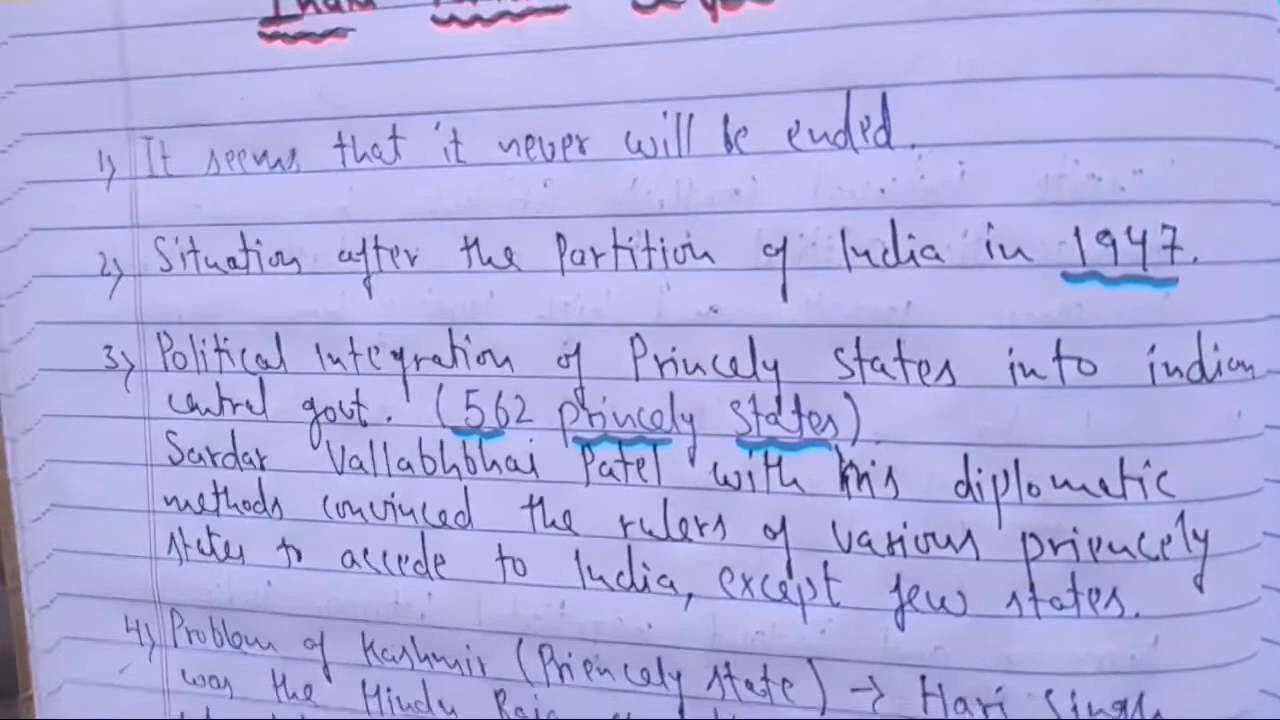 1) It seems that it never will be ended.
2) Situation after the Partition of India in 1947.
3) Political Integration of Princely states into indian
central govt. (562 princely states)
Sardar Vallabhbhai Patel with his diplomatic
methods convinced the rulers of various priencely
states to accede to India, except few states.
4) Problem of Kashmir (Priencely state) → Hari Singh
was the Hindu Raja